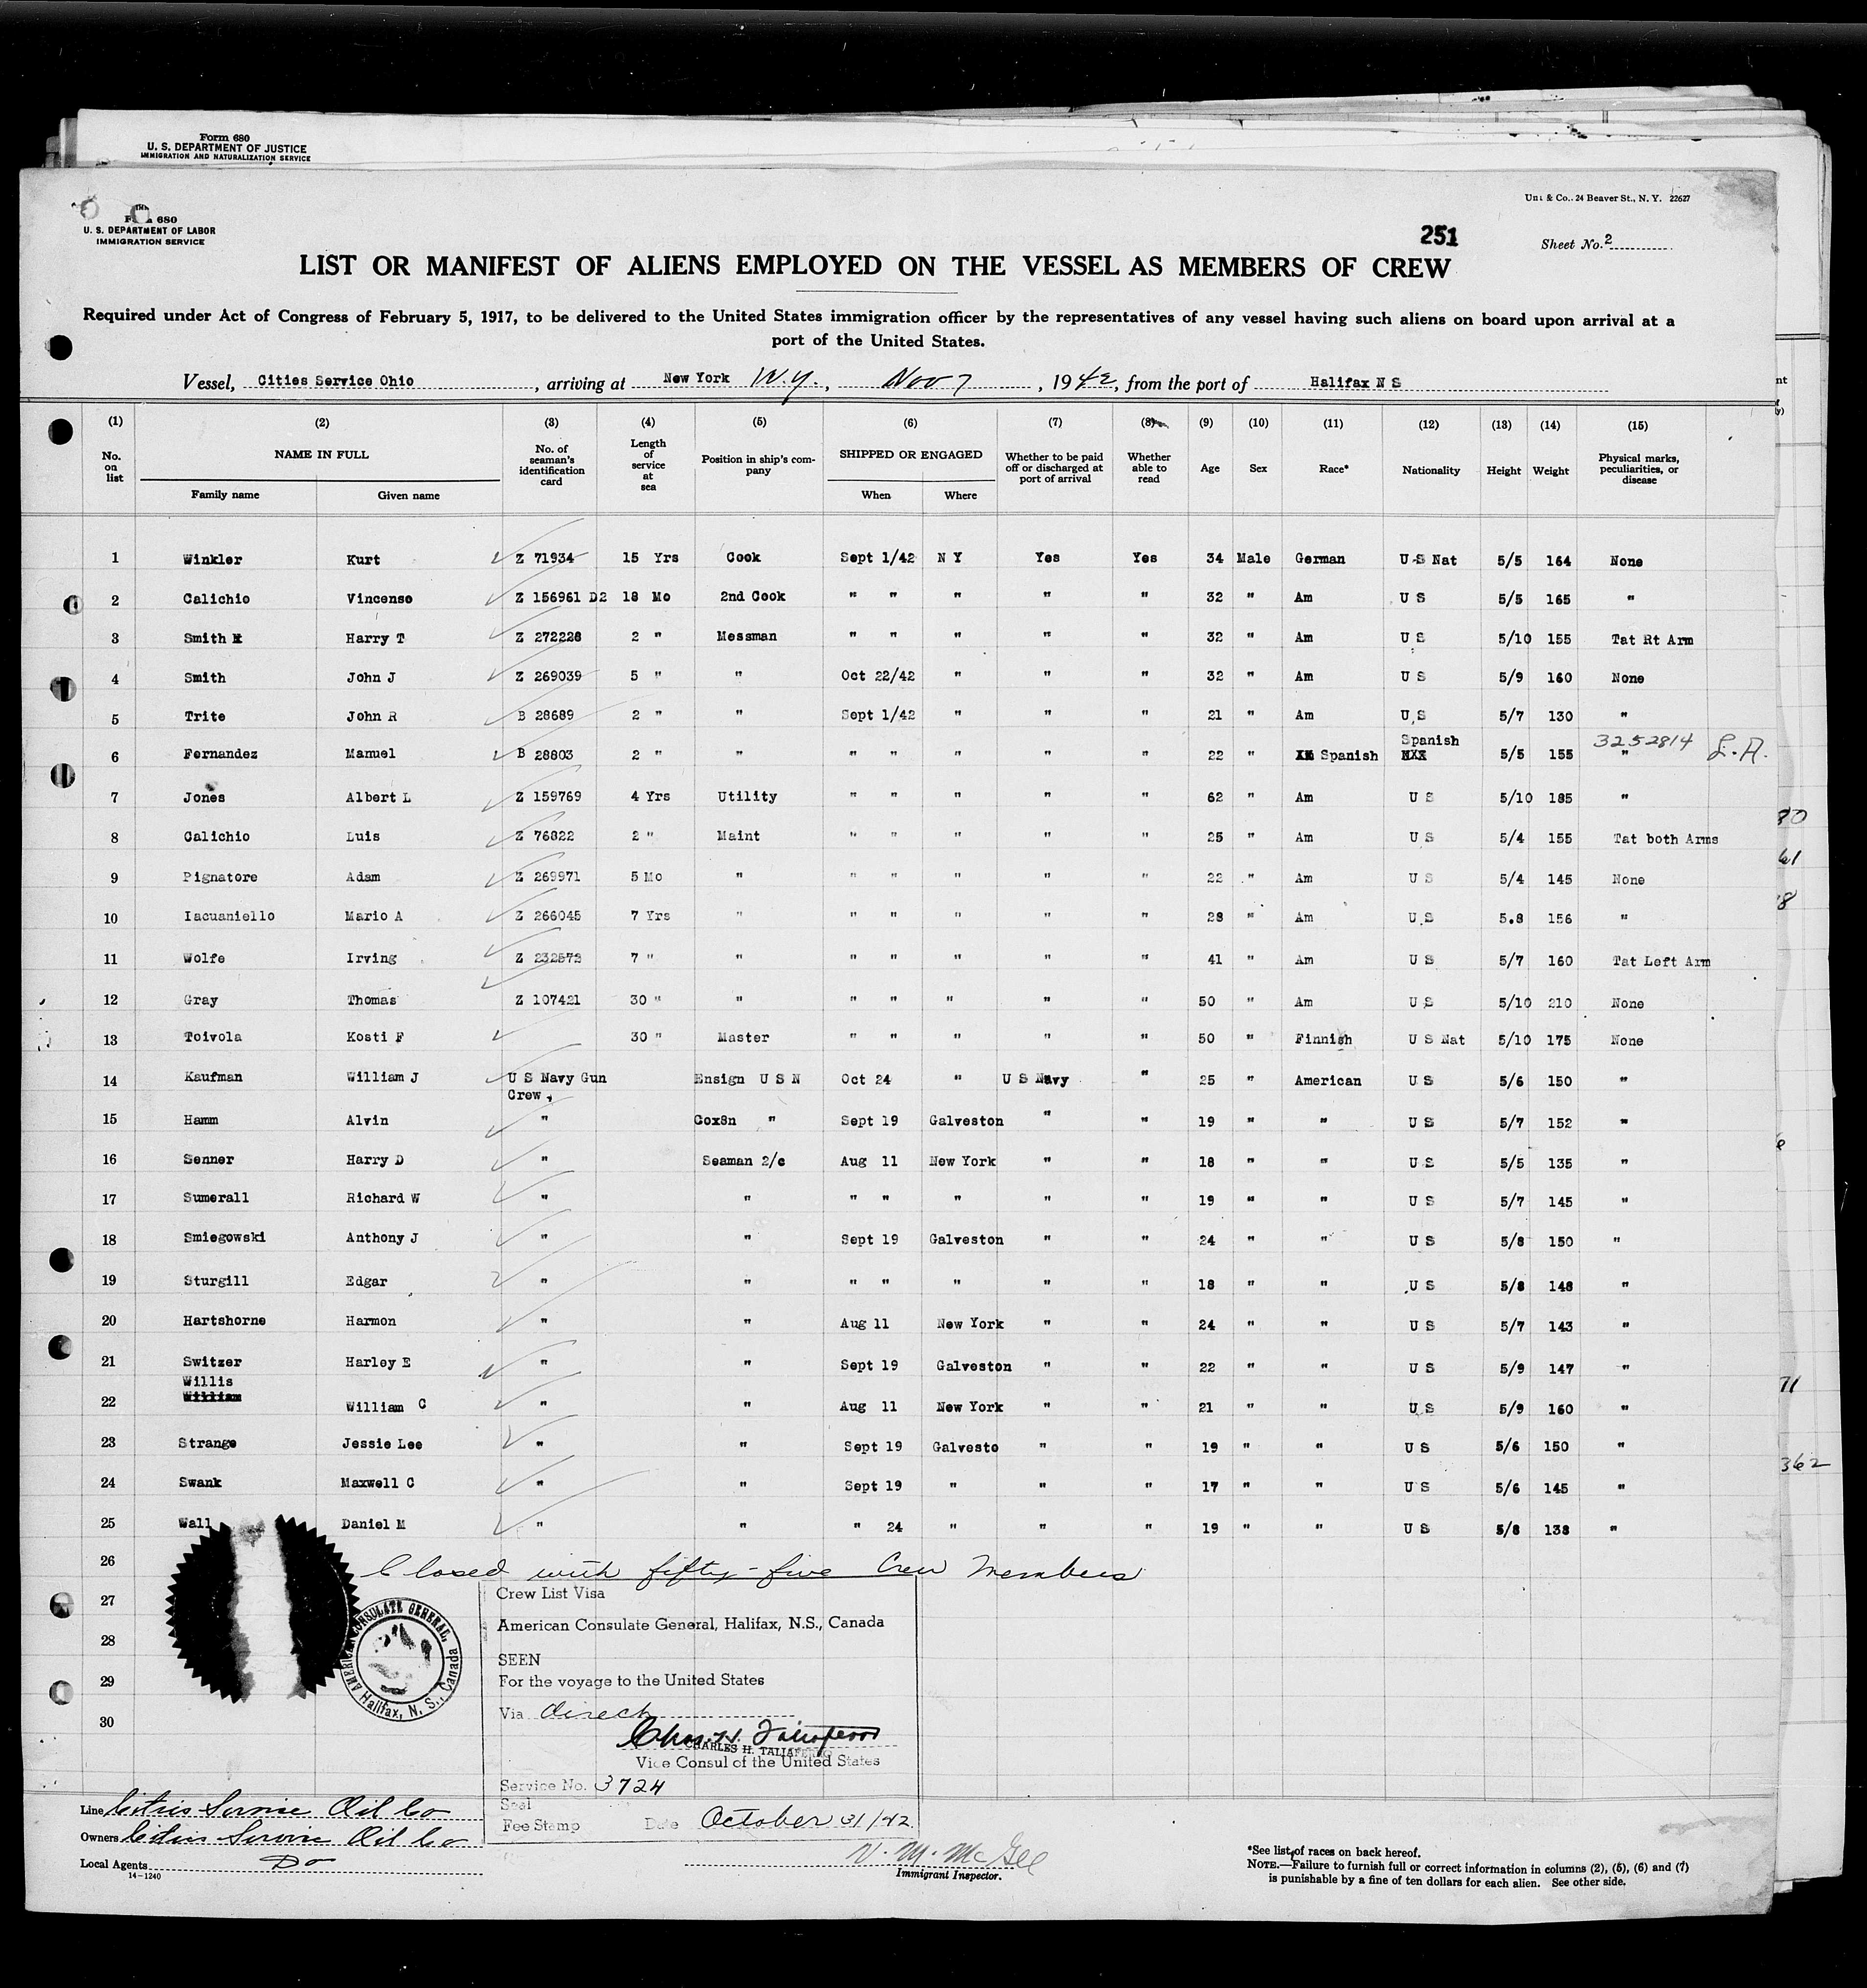 Form 680
U. S. DEPARTMENT OF JUSTICE
IMMIGRATION AND NATURALIZATION SERVICE
Co., 24 Beaver St., N. Y. 22627
680
U. S. DEPARTMENT OF LABOR
IMMIGRATION SERVICE
251
Sheet No. 2
LIST OR MANIFEST OF ALIENS EMPLOYED ON THE VESSEL AS MEMBERS OF CREW
Required under Act of Congress of February 5, 1917, to be delivered to the United States immigration officer by the representatives of any vessel having such aliens on board upon arrival at a
port of the United States.
Vessel, Cities Service Ohio, arriving at New York N.Y., Nov 7, 1942, from the port of Halifax N S
(1) (2) (3) (4) (5) (6) (7) (8) (9) (10) (11) (12) (13) (14) (15)
No. on list NAME IN FULL Family name Given name No. of seaman's identification card Length of service at sea Position in ship's company SHIPPED OR ENGAGED When Where Whether to be paid off or discharged at port of arrival Whether able to read Age Sex Race* Nationality Height Weight Physical marks, peculiarities, or disease
1 Winkler Kurt Z 71934 15 Yrs Cook Sept 1/42 N Y Yes Yes 34 Male German U S Nat 5/5 164 None
2 Calichio Vincenso Z 156961 D2 18 Mo 2nd Cook " " " " " 32 " Am U S 5/5 165 "
3 Smith Harry T Z 272228 2 " Messman " " " " " 32 " Am U S 5/10 155 Tat Rt Arm
4 Smith John J Z 269039 5 " " Oct 22/42 " " " 32 " Am U S 5/9 160 None
5 Trite John R B 28689 2 " " Sept 1/42 " " " 21 " Am U S 5/7 130 "
6 Fernandez Manuel B 28803 2 " " " " " " " 22 " Spanish Spanish 5/5 155 " 3252814 L.A.
7 Jones Albert L Z 159769 4 Yrs Utility " " " " " 62 " Am U S 5/10 185 "
8 Calichio Luis Z 76822 2 " Maint " " " " " 25 " Am U S 5/4 155 Tat both Arms
9 Pignatore Adam Z 269971 5 Mo " " " " " " 22 " Am U S 5/4 145 None
10 Iacuaniello Mario A Z 266045 7 Yrs " " " " " " 28 " Am U S 5.8 156 "
11 Wolfe Irving Z 232573 7 " " " " " " " 41 " Am U S 5/7 160 Tat Left Arm
12 Gray Thomas Z 107421 30 " " " " " " " 50 " Am U S 5/10 210 None
13 Toivola Kosti F 30 " Master " " " " " 50 " Finnish U S Nat 5/10 175 None
14 Kaufman William J U S Navy Gun Crew Ensign U S N Oct 24 " U S Navy " 25 " American U S 5/6 150 "
15 Hamm Alvin " Cox8n " Sept 19 Galveston " " 19 " " U S 5/7 152 "
16 Senner Harry D " Seaman 2/c Aug 11 New York " " 18 " " U S 5/5 135 "
17 Sumerall Richard W " " " " " " " 19 " " U S 5/7 145 "
18 Smiegowski Anthony J " " Sept 19 Galveston " " 24 " " U S 5/8 150 "
19 Sturgill Edgar " " " " " " " 18 " " U S 5/8 148 "
20 Hartshorne Harmon " " Aug 11 New York " " 24 " " U S 5/7 143 "
21 Switzer Harley E " " Sept 19 Galveston " " 22 " " U S 5/9 147 "
22 Willis William William C " " Aug 11 New York " " 21 " " U S 5/9 160 "
23 Strange Jessie Lee " " Sept 19 Galvesto " " 19 " " U S 5/6 150 "
24 Swank Maxwell C " " Sept 19 " " " 17 " " U S 5/6 145 "
25 Wall Daniel M " " " 24 " " " 19 " " U S 5/8 138 "
26 Closed with fifty-five Crew Members
27
28
29
30
Crew List Visa
American Consulate General, Halifax, N.S., Canada
SEEN
For the voyage to the United States
Via direct
Chas. H. Taliaferro
CHARLES H. TALIAFERRO
Vice Consul of the United States
Service No. 3724
Seal
Fee Stamp Date October 31/42
AMERICAN CONSULATE GENERAL
Halifax, N. S., Canada
Line Cities Service Oil Co
Owners Cities Service Oil Co
Local Agents Do
14-1240
V. M. McGee
Immigrant Inspector.
*See list of races on back hereof.
NOTE.—Failure to furnish full or correct information in columns (2), (5), (6) and (7)
is punishable by a fine of ten dollars for each alien. See other side.
71
362